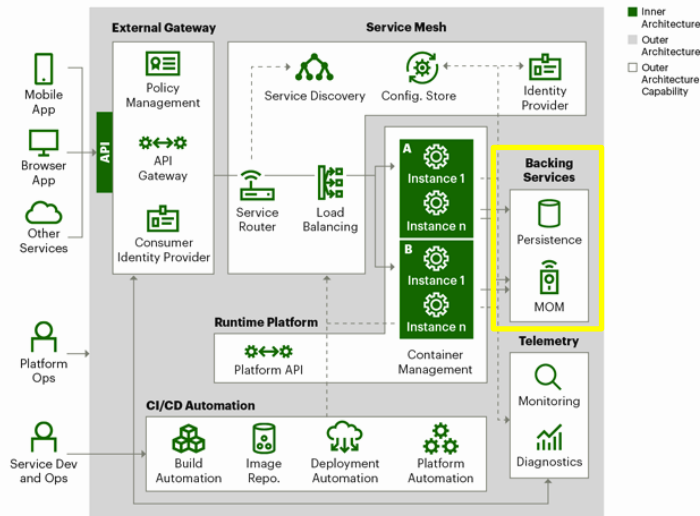 External Gateway
Service Mesh
Inner
Architecture
Outer
Architecture
Outer
Architecture
Capability
Mobile
App
Browser
App
Other
Services
Platform
Ops
Service Dev
and Ops
API
Policy
Management
API
Gateway
Consumer
Identity Provider
Service Discovery
Config. Store
Identity
Provider
Service
Router
Load
Balancing
A
Instance 1
Instance n
B
Instance 1
Instance n
Container
Management
Backing
Services
Persistence
MOM
Runtime Platform
Platform API
Telemetry
Monitoring
Diagnostics
CI/CD Automation
Build
Automation
Image
Repo.
Deployment
Automation
Platform
Automation